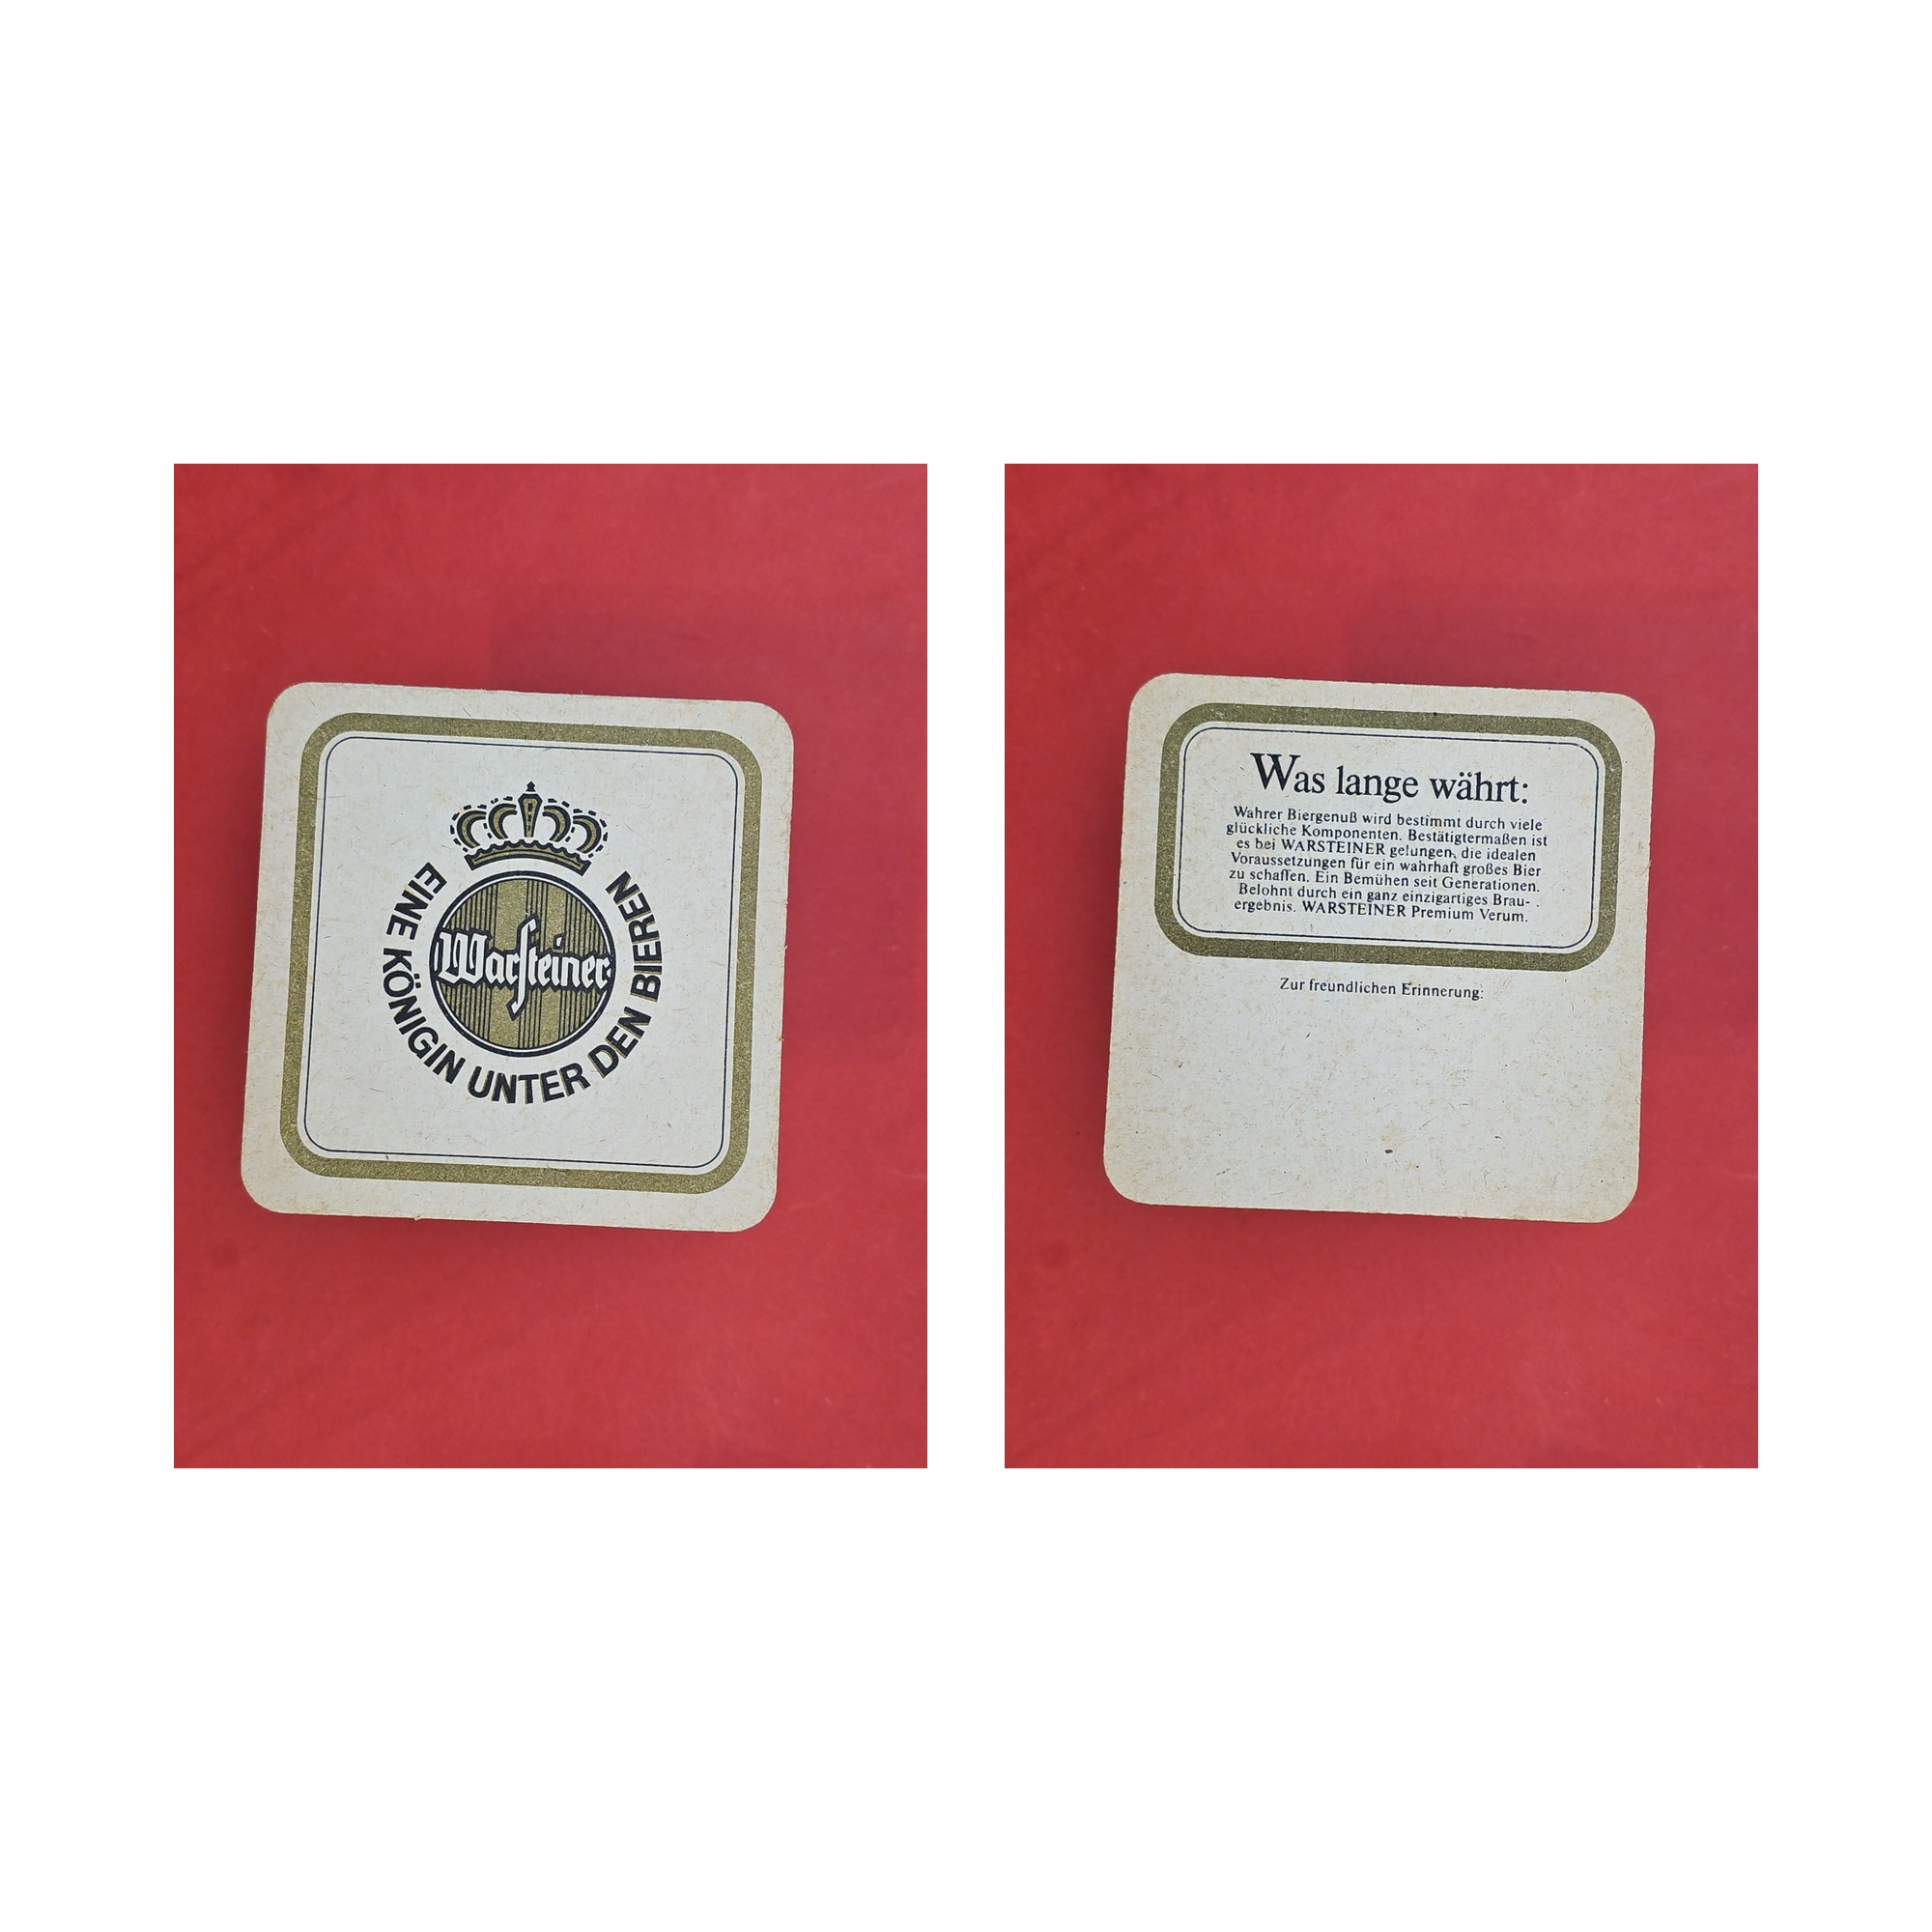 Warsteiner
EINE KÖNIGIN UNTER DEN BIEREN
Was lange währt:
Wahrer Biergenuß wird bestimmt durch viele
glückliche Komponenten. Bestätigtermaßen ist
es bei WARSTEINER gelungen, die idealen
Voraussetzungen für ein wahrhaft großes Bier
zu schaffen. Ein Bemühen seit Generationen.
Belohnt durch ein ganz einzigartiges Brau-
ergebnis. WARSTEINER Premium Verum.
Zur freundlichen Erinnerung: